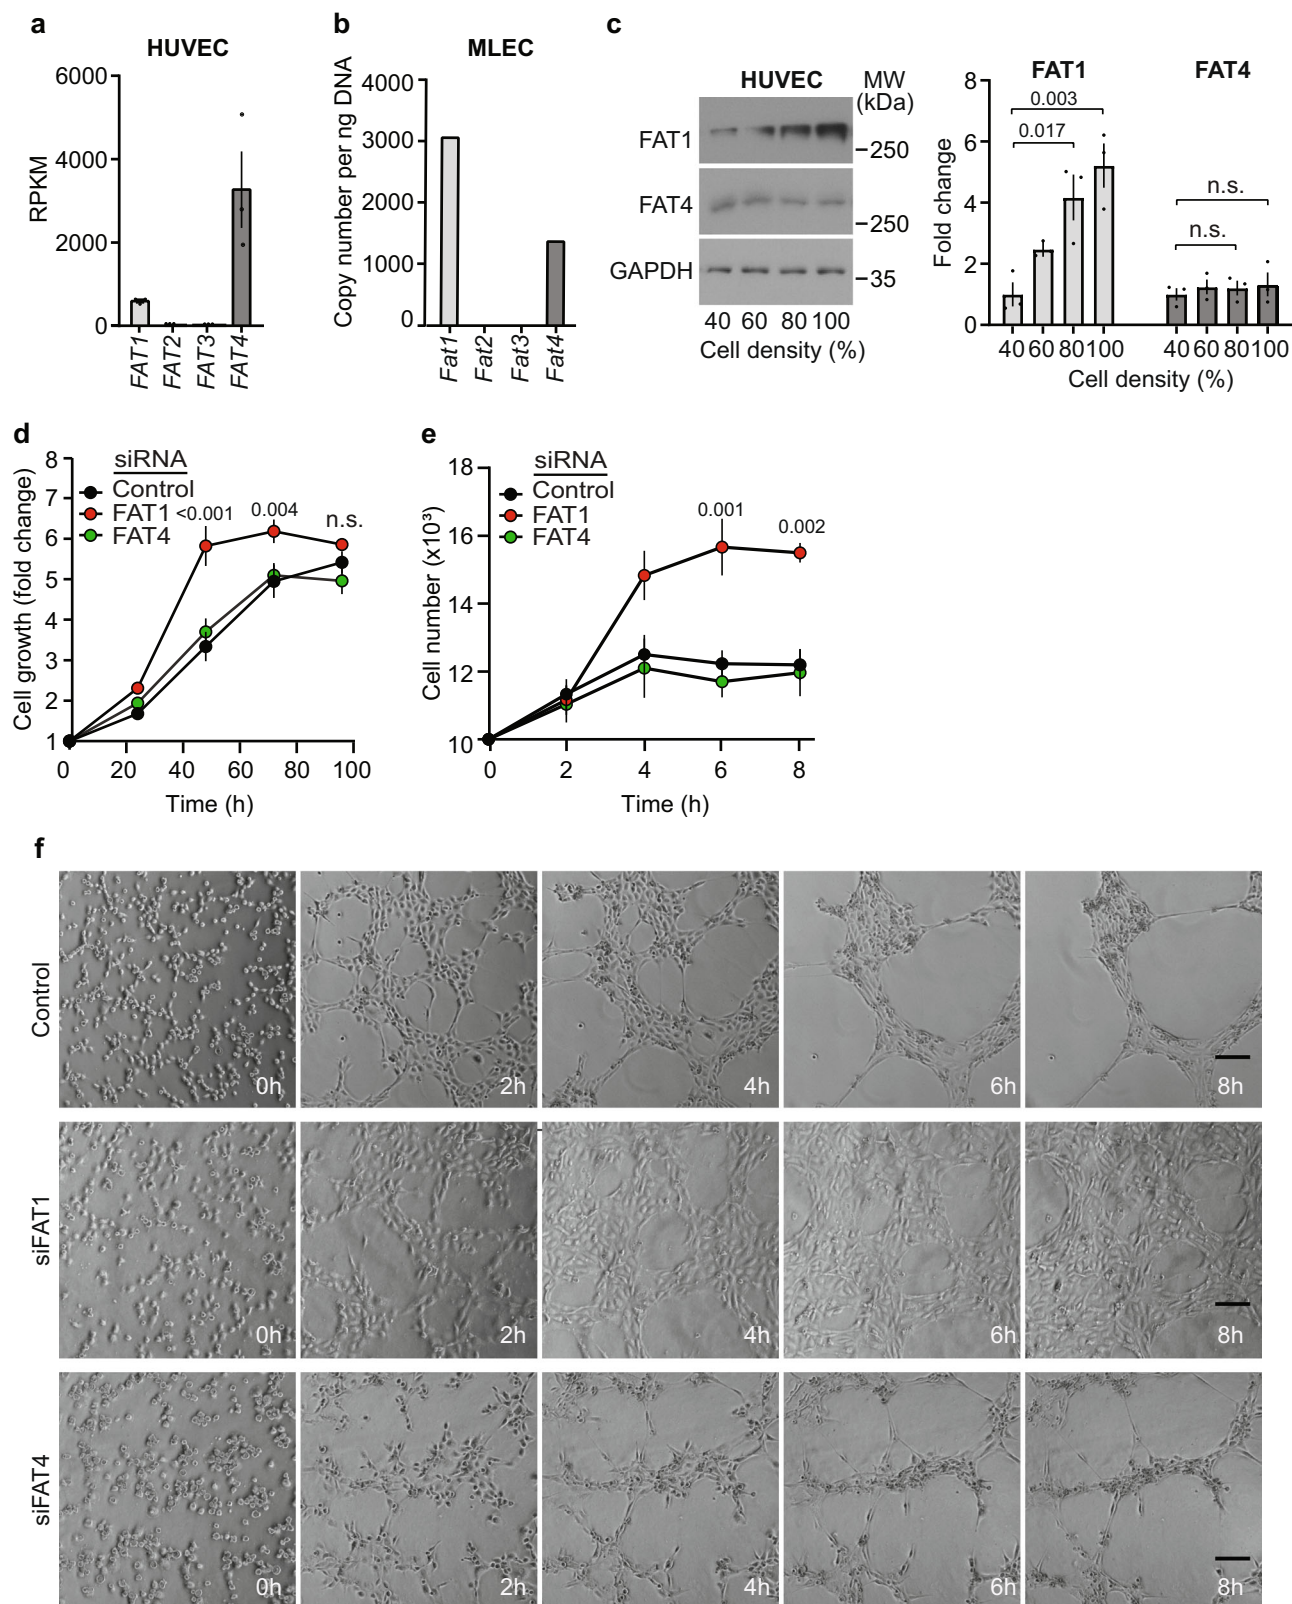 a
HUVEC
RPKM
6000
4000
2000
0
FAT1
FAT2
FAT3
FAT4
b
MLEC
Copy number per ng DNA
4000
3000
2000
1000
0
Fat1
Fat2
Fat3
Fat4
c
HUVEC
MW
(kDa)
FAT1
–250
FAT4
–250
GAPDH
–35
40 60 80 100
Cell density (%)
FAT1
FAT4
Fold change
8
6
4
2
0
0.003
0.017
n.s.
n.s.
40 60 80 100
40 60 80 100
Cell density (%)
d
Cell growth (fold change)
8
7
6
5
4
3
2
1
siRNA
Control
FAT1
FAT4
<0.001
0.004
n.s.
0 20 40 60 80 100
Time (h)
e
Cell number (x10³)
18
16
14
12
10
siRNA
Control
FAT1
FAT4
0.001
0.002
0 2 4 6 8
Time (h)
f
Control
0h
2h
4h
6h
8h
siFAT1
0h
2h
4h
6h
8h
siFAT4
0h
2h
4h
6h
8h